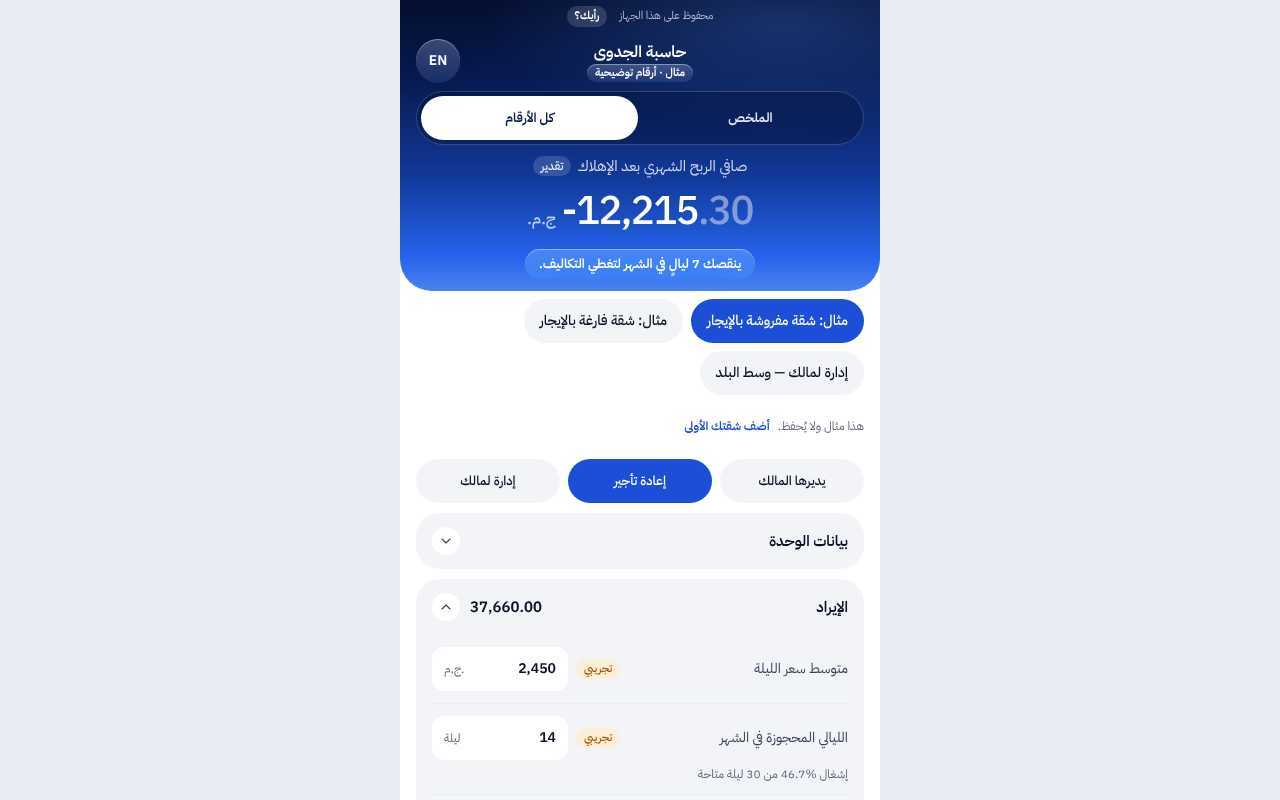 محفوظ على هذا الجهاز رأيك؟
حاسبة الجدوى
EN
مثال · أرقام توضيحية
الملخص
كل الأرقام
صافي الربح الشهري بعد الإهلاك تقدير
-12,215.30 ج.م.
ينقصك 7 ليالٍ في الشهر لتغطي التكاليف.
مثال: شقة مفروشة بالإيجار
مثال: شقة فارغة بالإيجار
إدارة لمالك — وسط البلد
هذا مثال ولا يُحفظ. أضف شقتك الأولى
يديرها المالك
إعادة تأجير
إدارة لمالك
بيانات الوحدة
الإيراد 37,660.00
متوسط سعر الليلة تجريبي 2,450 ج.م.
الليالي المحجوزة في الشهر تجريبي 14 ليلة
إشغال 46.7% من 30 ليلة متاحة